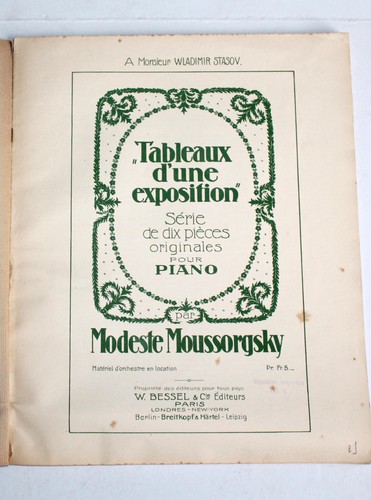 A Monsieur WLADIMIR STASOV.
„Tableaux
d'une
exposition"
Série
de dix pièces
originales
POUR
PIANO
par
Modeste Moussorgsky
Matériel d'orchestre en location
Pr. Fr. 5._
Propriété des éditeurs pour tous pays
W. BESSEL & Cie Éditeurs
PARIS
LONDRES - NEW-YORK
Berlin - Breitkopf & Härtel - Leipzig